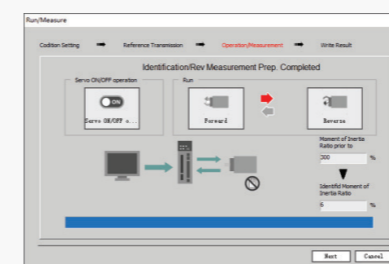 Run/Measure
Codition Setting
Reference Transmission
Operation/Measurement
Write Result
Identification/Rev Measurement Prep. Completed
Servo ON/OFF operation
Run
ON
Servo ON/OFF o...
Forward
Reverse
Moment of Inertia
Ratio prior to
300 %
Identifid Moment of
Inertia Ratio
6 %
Next
Cancel